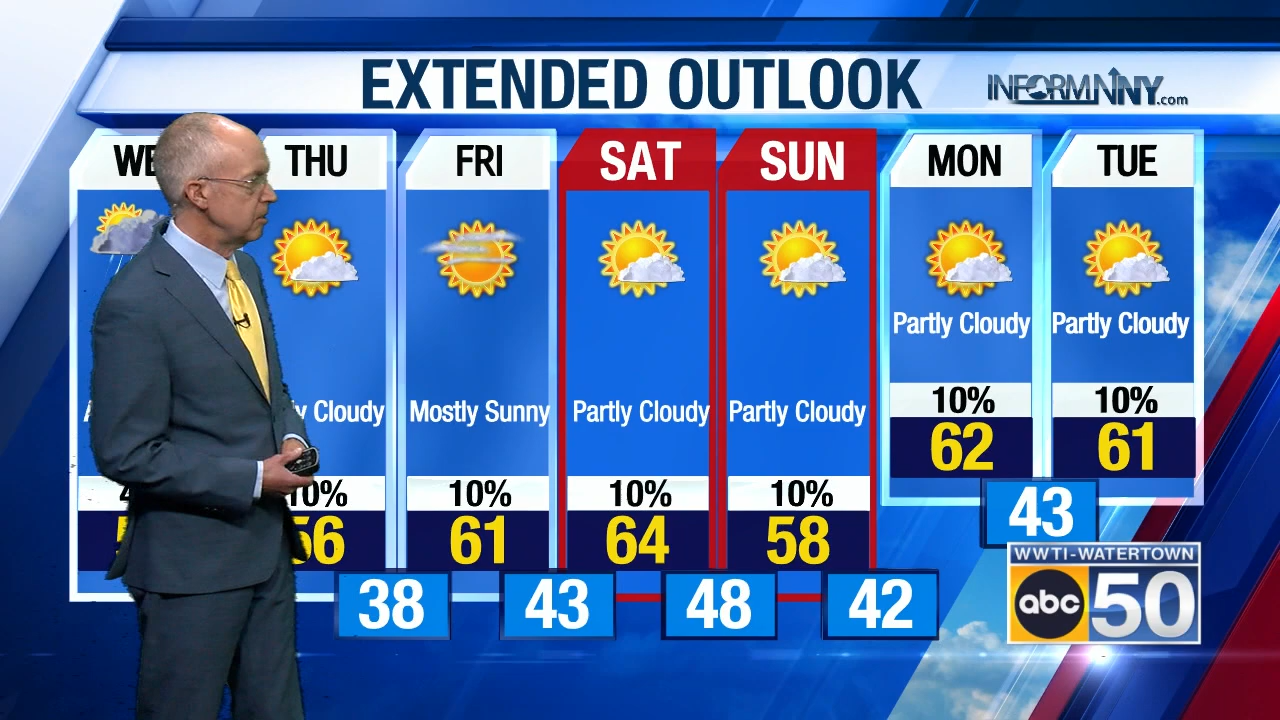 EXTENDED OUTLOOK
INFORMNNY.com
THU
FRI
SAT
SUN
MON
TUE
Partly Cloudy
Partly Cloudy
Cloudy
Mostly Sunny
Partly Cloudy
Partly Cloudy
10%
10%
62
61
10%
10%
10%
56
61
64
58
43
38
43
48
42
WWTI-WATERTOWN
abc
50